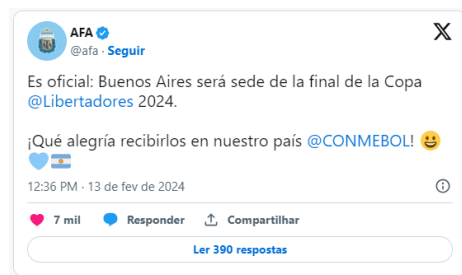 AFA
@afa · Seguir
Es oficial: Buenos Aires será sede de la final de la Copa
@Libertadores 2024.
¡Qué alegría recibirlos en nuestro país @CONMEBOL! 😀
🩵🇦🇷
12:36 PM · 13 de fev de 2024
7 mil Responder Compartilhar
Ler 390 respostas